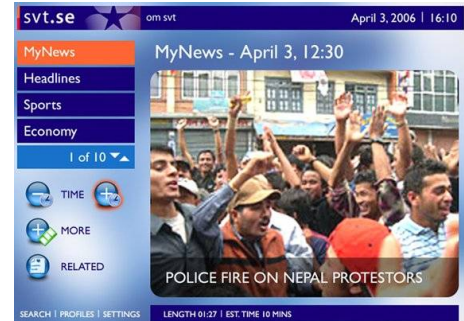 svt.se
om svt
April 3, 2006 | 16:10
MyNews
Headlines
Sports
Economy
1 of 10
TIME
MORE
RELATED
SEARCH | PROFILES | SETTINGS
MyNews - April 3, 12:30
POLICE FIRE ON NEPAL PROTESTORS
LENGTH 01:27 | EST. TIME 10 MINS